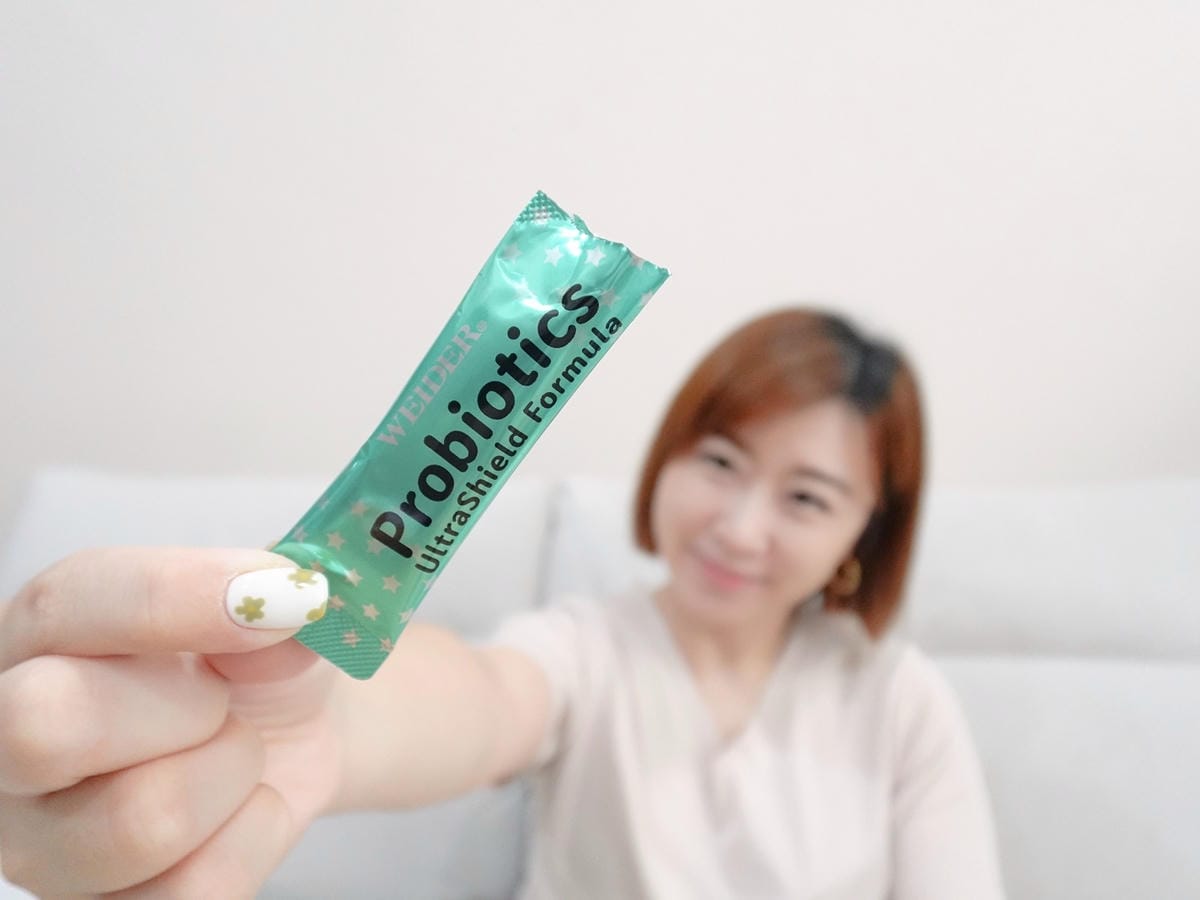 WEIDER®
Probiotics
UltraShield Formula